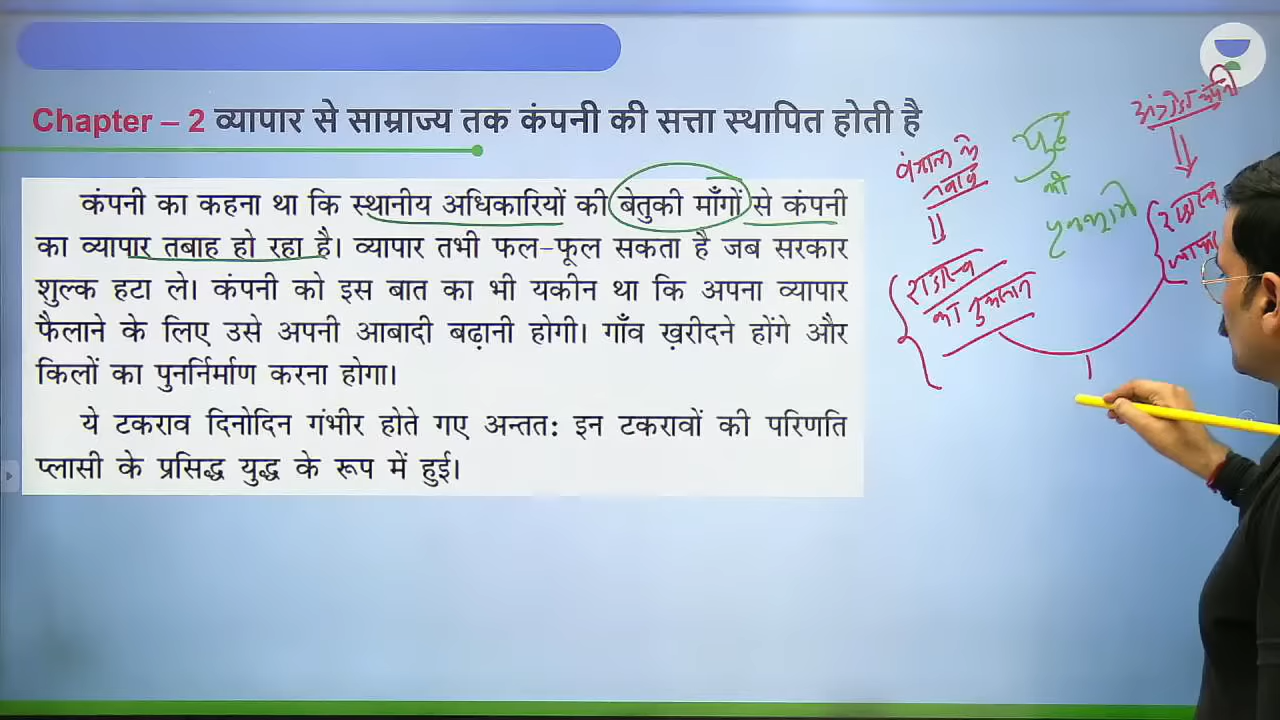 Chapter – 2 व्यापार से साम्राज्य तक कंपनी की सत्ता स्थापित होती है
कंपनी का कहना था कि स्थानीय अधिकारियों की बेतुकी माँगों से कंपनी
का व्यापार तबाह हो रहा है। व्यापार तभी फल-फूल सकता है जब सरकार
शुल्क हटा ले। कंपनी को इस बात का भी यकीन था कि अपना व्यापार
फैलाने के लिए उसे अपनी आबादी बढ़ानी होगी। गाँव ख़रीदने होंगे और
किलों का पुनर्निर्माण करना होगा।
ये टकराव दिनोदिन गंभीर होते गए अन्तत: इन टकरावों की परिणति
प्लासी के प्रसिद्ध युद्ध के रूप में हुई।
बंगाल के
नवाब
राजस्व
का नुकसान
युद्ध
की